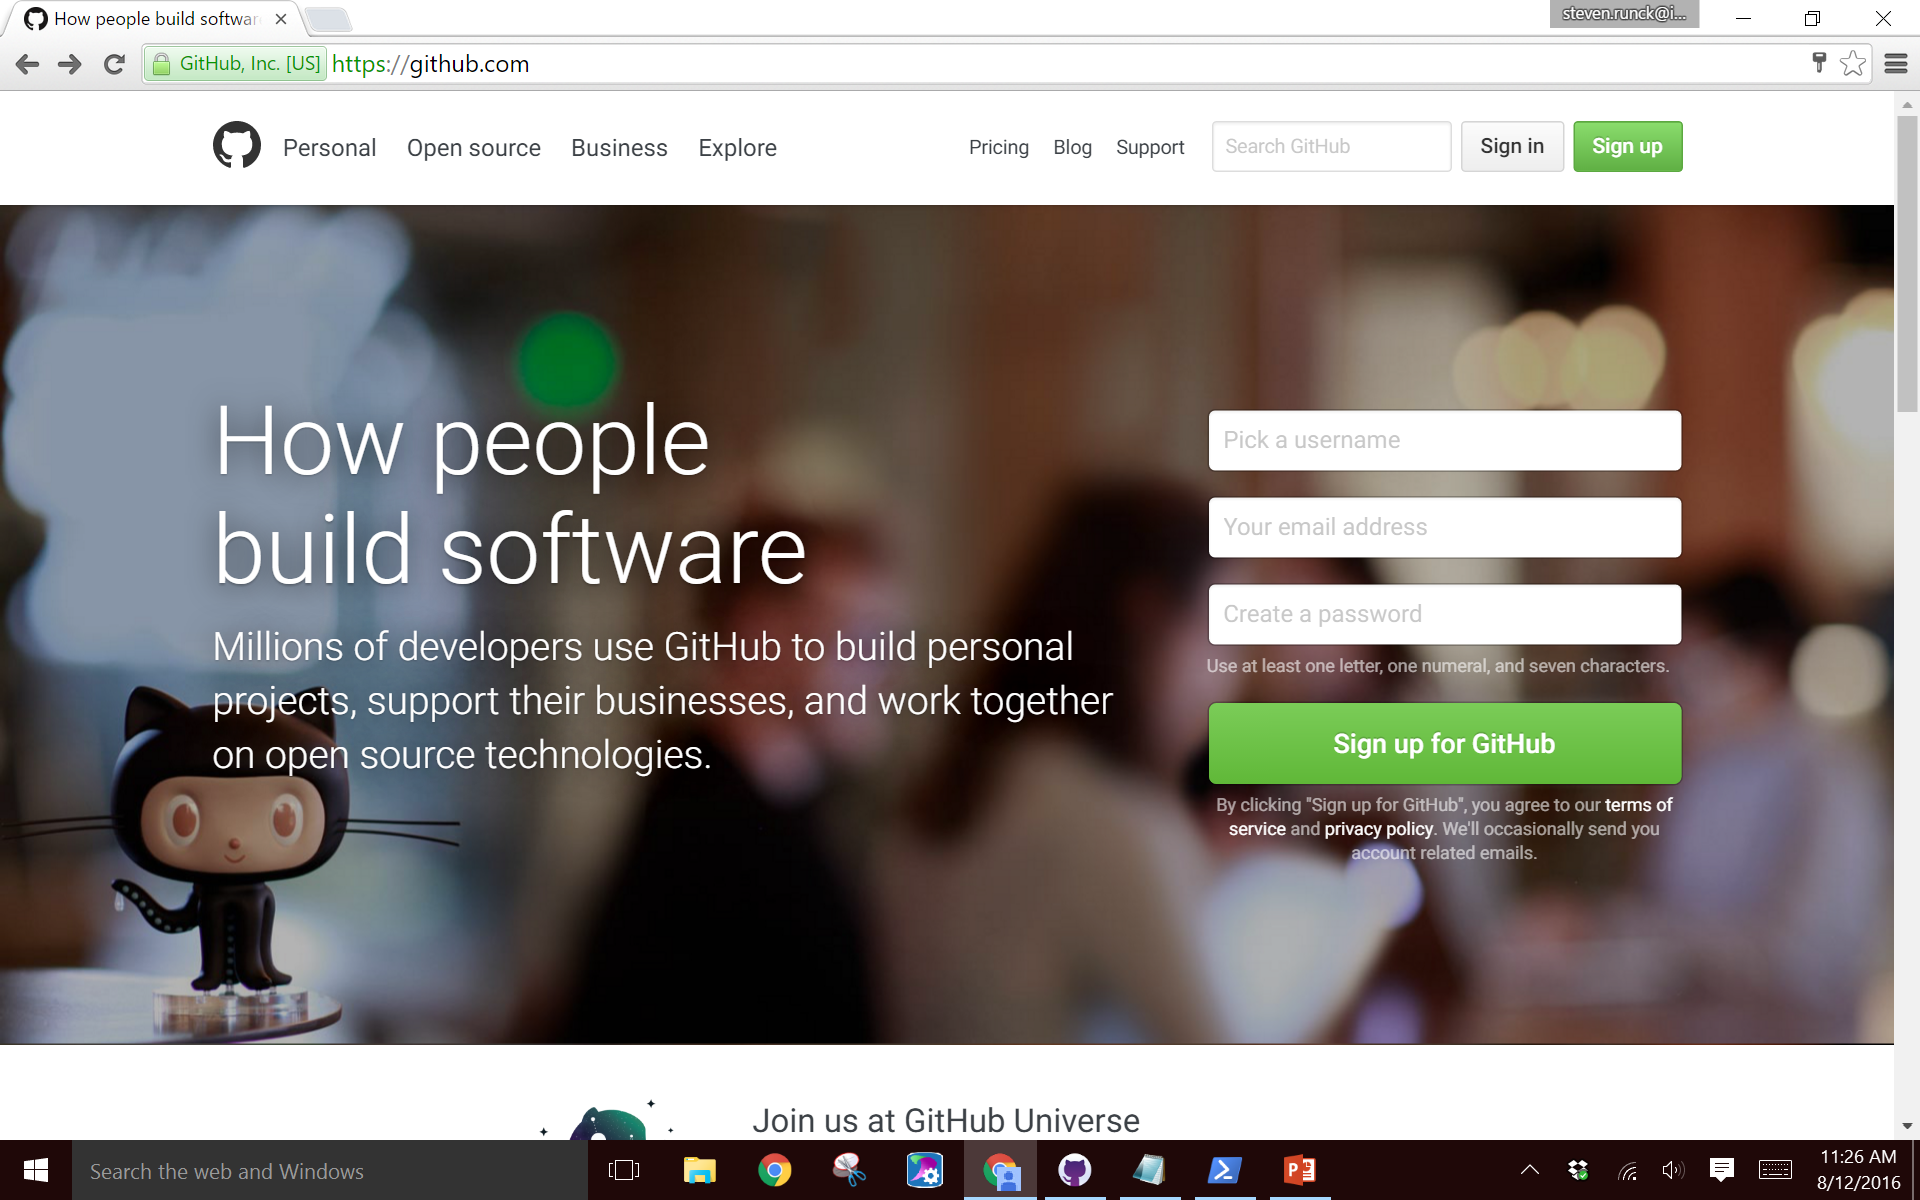 How people build softwar
steven.runck@i...
GitHub, Inc. [US] https://github.com
Personal Open source Business Explore Pricing Blog Support Search GitHub Sign in Sign up
How people
build software
Millions of developers use GitHub to build personal
projects, support their businesses, and work together
on open source technologies.
Pick a username
Your email address
Create a password
Use at least one letter, one numeral, and seven characters.
Sign up for GitHub
By clicking "Sign up for GitHub", you agree to our terms of
service and privacy policy. We'll occasionally send you
account related emails.
Join us at GitHub Universe
Search the web and Windows
11:26 AM
8/12/2016